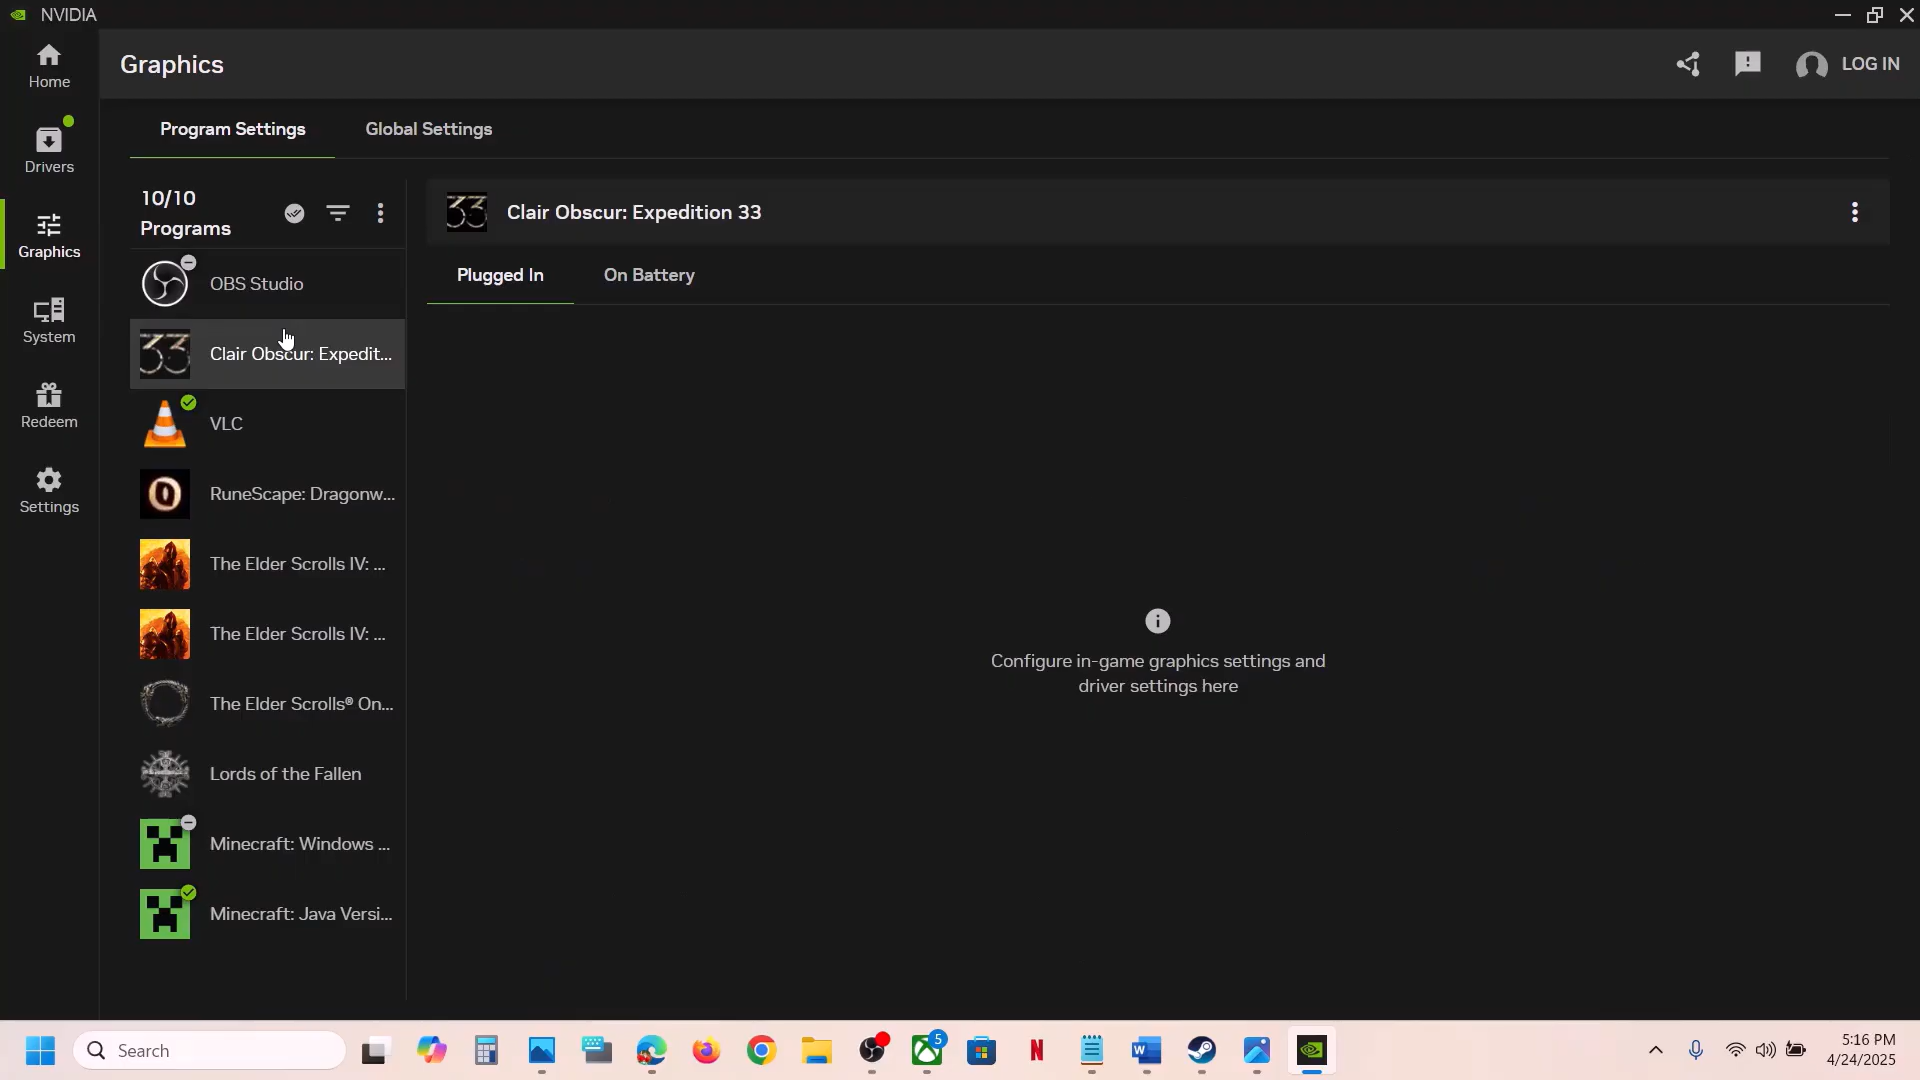 NVIDIA
Home
Drivers
Graphics
System
Redeem
Settings
Graphics
LOG IN
Program Settings
Global Settings
10/10
Programs
OBS Studio
Clair Obscur: Expedit...
VLC
RuneScape: Dragonw...
The Elder Scrolls IV: ...
The Elder Scrolls IV: ...
The Elder Scrolls® On...
Lords of the Fallen
Minecraft: Windows ...
Minecraft: Java Versi...
33
Clair Obscur: Expedition 33
Plugged In
On Battery
Configure in-game graphics settings and
driver settings here
Search
5
5:16 PM
4/24/2025